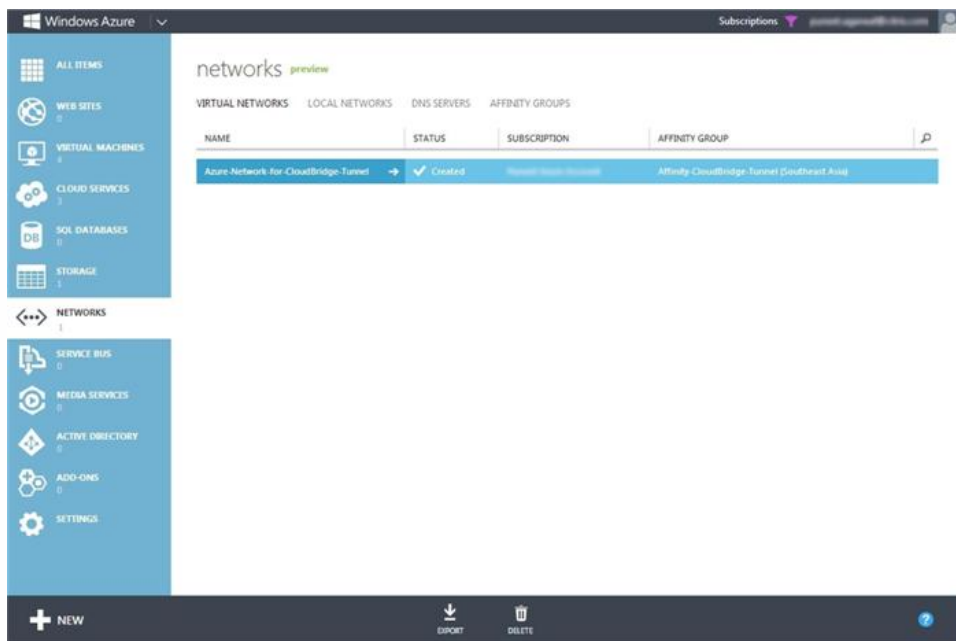 Windows Azure
Subscriptions
ALL ITEMS
WEB SITES
0
VIRTUAL MACHINES
4
CLOUD SERVICES
3
SQL DATABASES
0
STORAGE
1
NETWORKS
1
SERVICE BUS
0
MEDIA SERVICES
0
ACTIVE DIRECTORY
0
ADD-ONS
0
SETTINGS
networks preview
VIRTUAL NETWORKS LOCAL NETWORKS DNS SERVERS AFFINITY GROUPS
NAME STATUS SUBSCRIPTION AFFINITY GROUP
Azure-Network-for-CloudBridge-Tunnel Created Affinity-CloudBridge-Tunnel (Southeast Asia)
NEW
EXPORT
DELETE
?